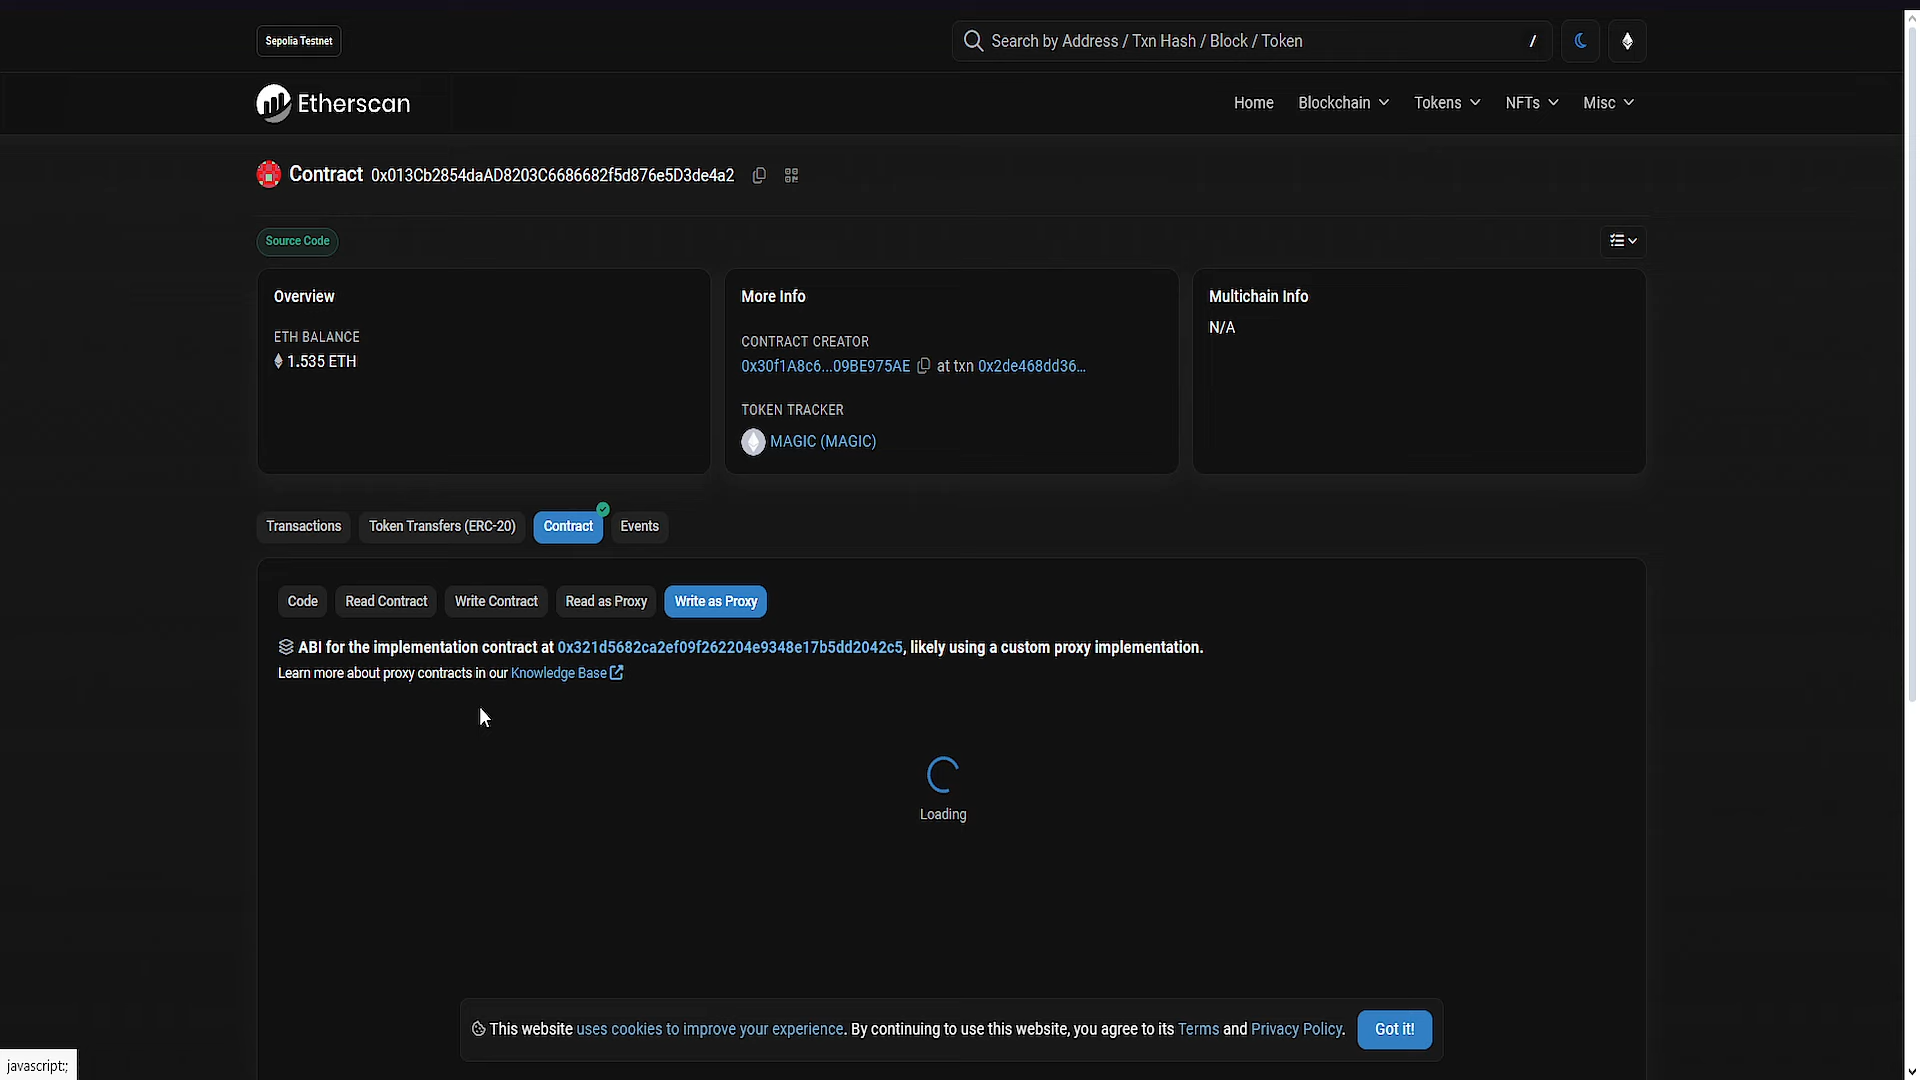 Sepolia Testnet
Search by Address / Txn Hash / Block / Token
/
Etherscan
Home Blockchain Tokens NFTs Misc
Contract 0x013Cb2854daAD8203C6686682f5d876e5D3de4a2
Source Code
Overview
ETH BALANCE
1.535 ETH
More Info
CONTRACT CREATOR
0x30f1A8c6...09BE975AE at txn 0x2de468dd36...
TOKEN TRACKER
MAGIC (MAGIC)
Multichain Info
N/A
Transactions Token Transfers (ERC-20) Contract Events
Code Read Contract Write Contract Read as Proxy Write as Proxy
ABI for the implementation contract at 0x321d5682ca2ef09f262204e9348e17b5dd2042c5, likely using a custom proxy implementation.
Learn more about proxy contracts in our Knowledge Base
Loading
This website uses cookies to improve your experience. By continuing to use this website, you agree to its Terms and Privacy Policy. Got it!
javascript:;